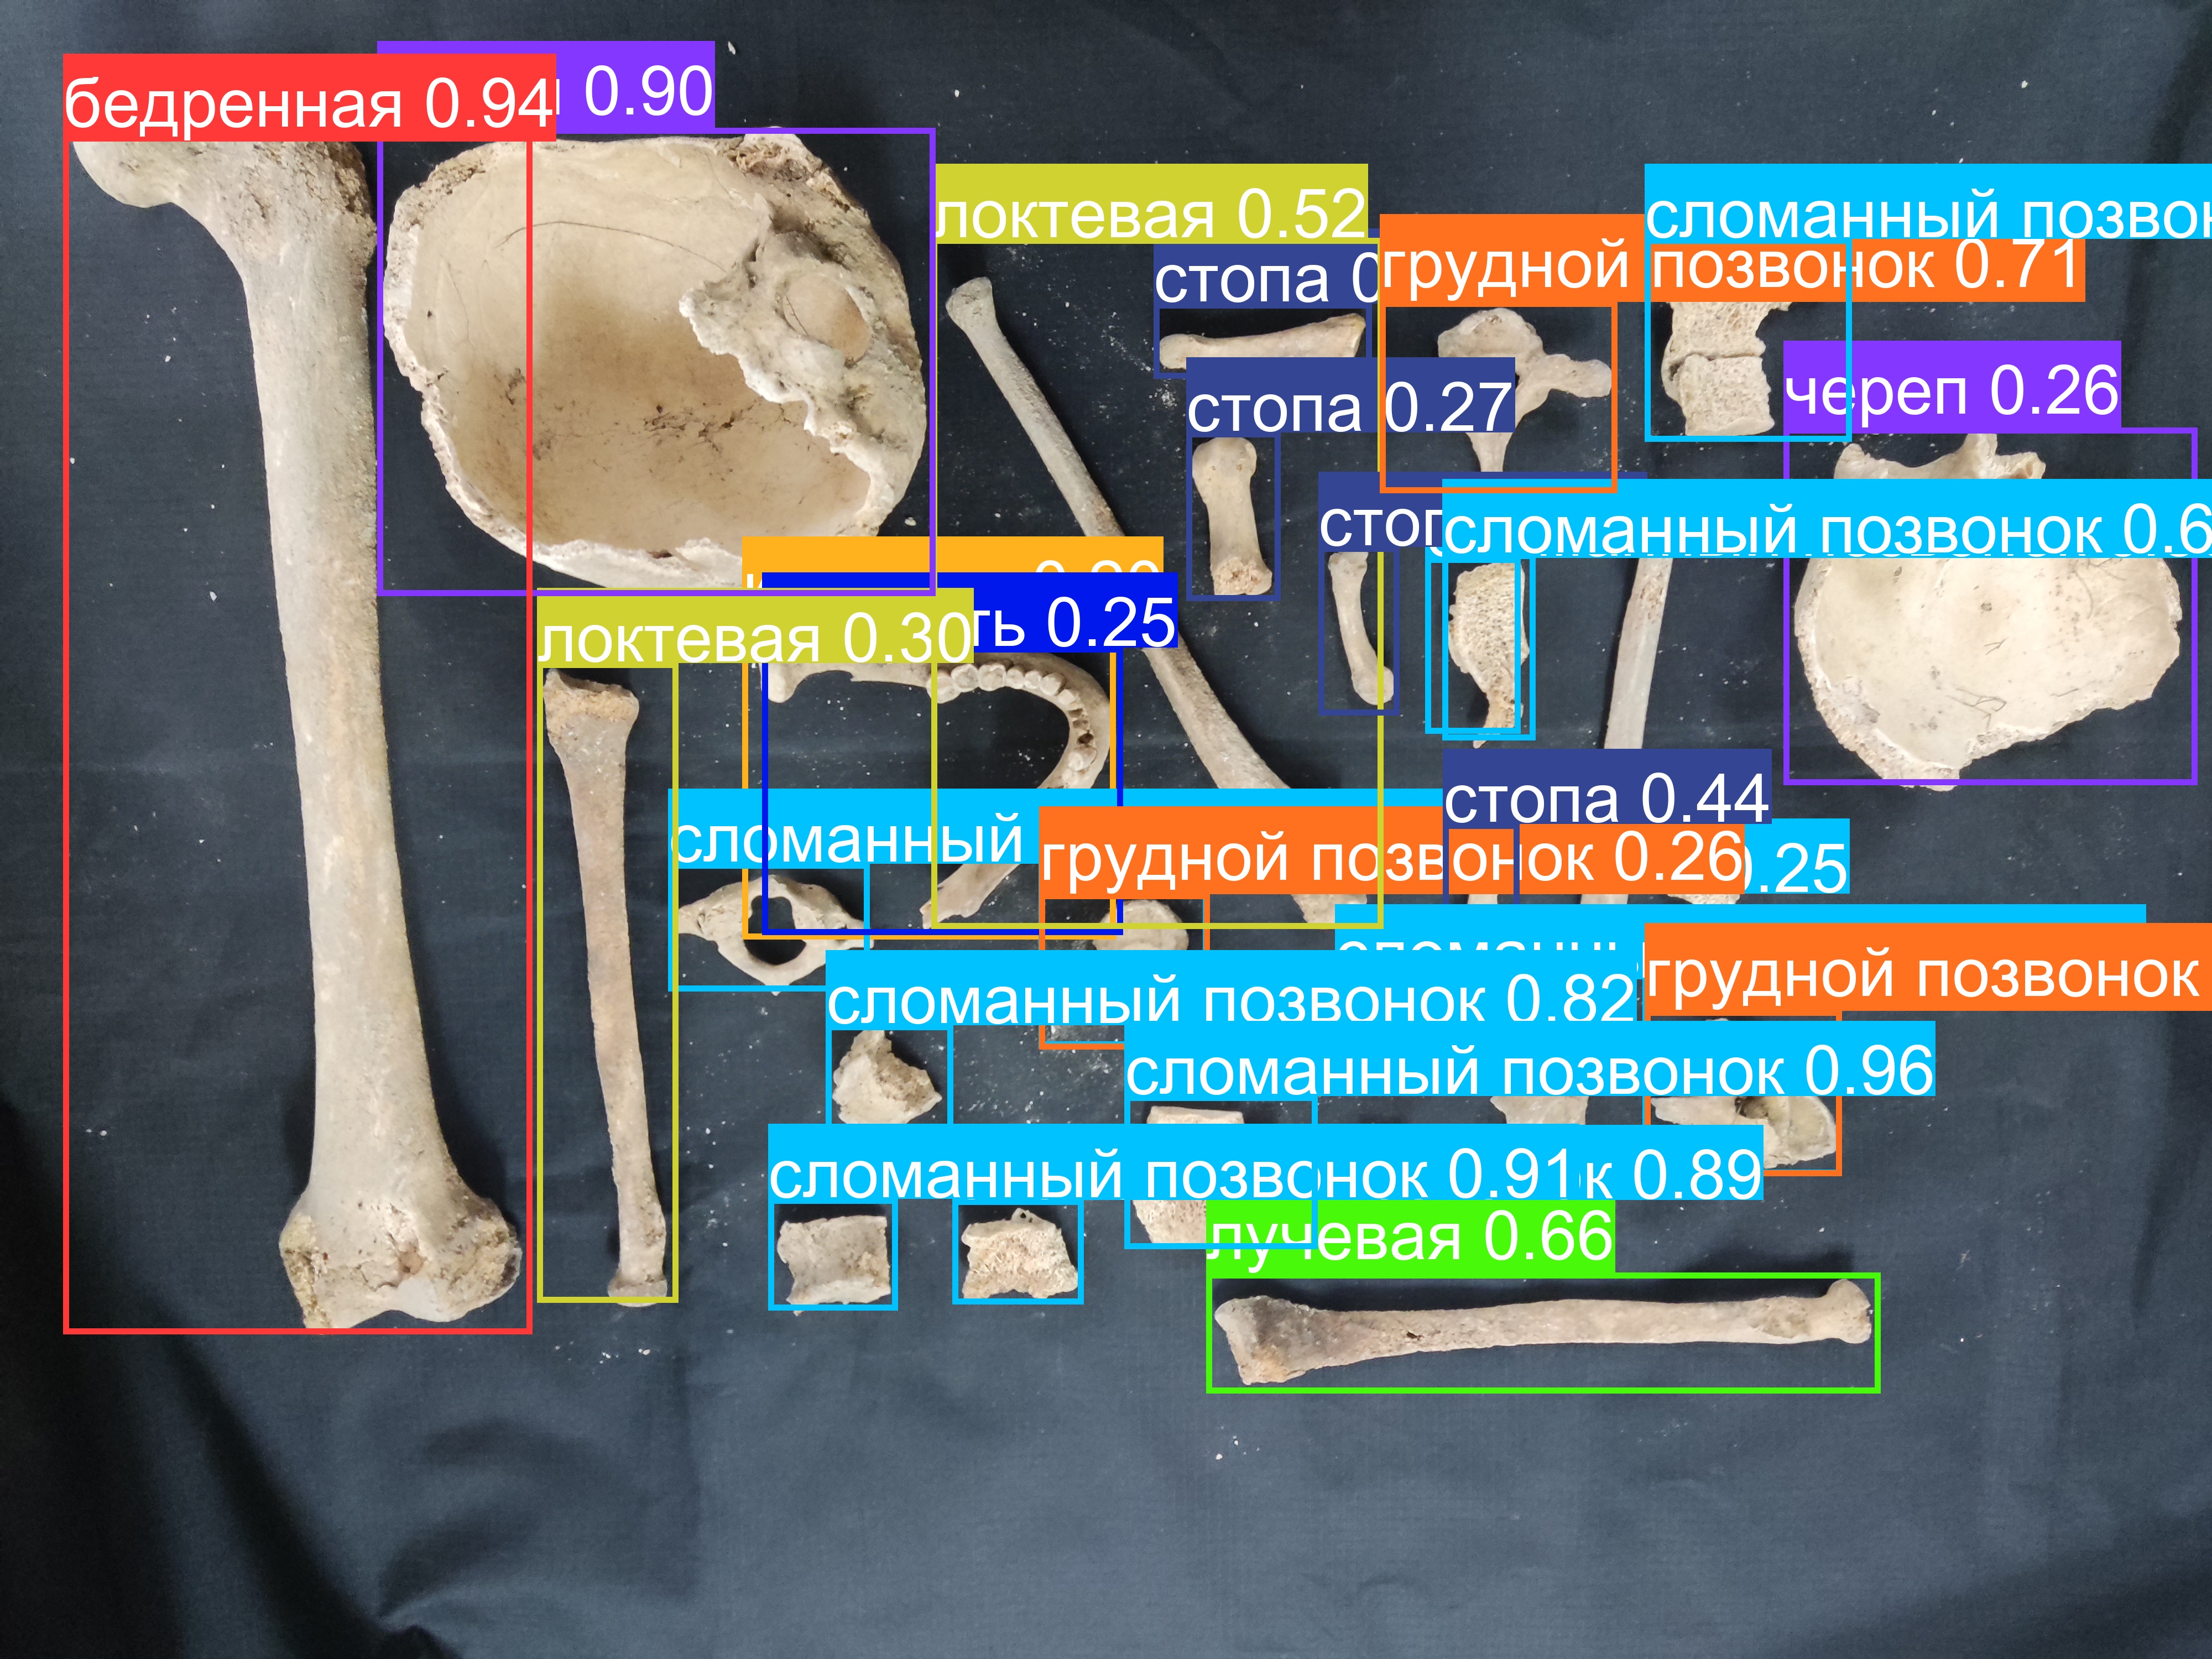 бедренная 0.94
0.90
локтевая 0.52
сломанный
стопа
грудной позвонок 0.71
череп 0.26
стопа 0.27
сломанный позвонок
локтевая 0.30
0.25
стопа 0.44
сломанный
грудной позвонок 0.26
0.25
грудной позвонок
сломанный позвонок 0.82
сломанный позвонок 0.96
сломанный позвонок 0.91
0.89
лучевая 0.66